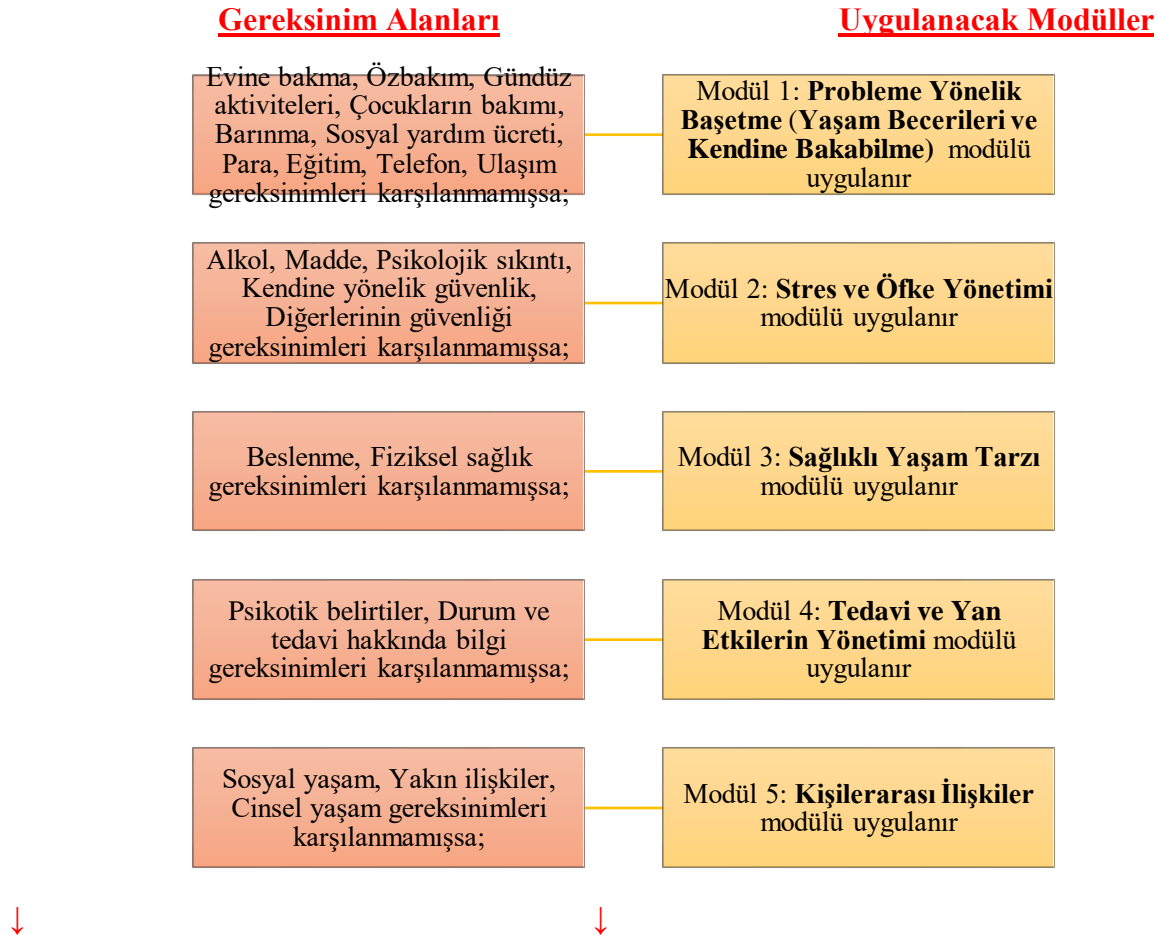 Gereksinim Alanları
Uygulanacak Modüller
Evine bakma, Özbakım, Gündüz
aktiviteleri, Çocukların bakımı,
Barınma, Sosyal yardım ücreti,
Para, Eğitim, Telefon, Ulaşım
gereksinimleri karşılanmamışsa;
Modül 1: Probleme Yönelik
Başetme (Yaşam Becerileri ve
Kendine Bakabilme) modülü
uygulanır
Alkol, Madde, Psikolojik sıkıntı,
Kendine yönelik güvenlik,
Diğerlerinin güvenliği
gereksinimleri karşılanmamışsa;
Modül 2: Stres ve Öfke Yönetimi
modülü uygulanır
Beslenme, Fiziksel sağlık
gereksinimleri karşılanmamışsa;
Modül 3: Sağlıklı Yaşam Tarzı
modülü uygulanır
Psikotik belirtiler, Durum ve
tedavi hakkında bilgi
gereksinimleri karşılanmamışsa;
Modül 4: Tedavi ve Yan
Etkilerin Yönetimi modülü
uygulanır
Sosyal yaşam, Yakın ilişkiler,
Cinsel yaşam gereksinimleri
karşılanmamışsa;
Modül 5: Kişilerarası İlişkiler
modülü uygulanır
↓ ↓